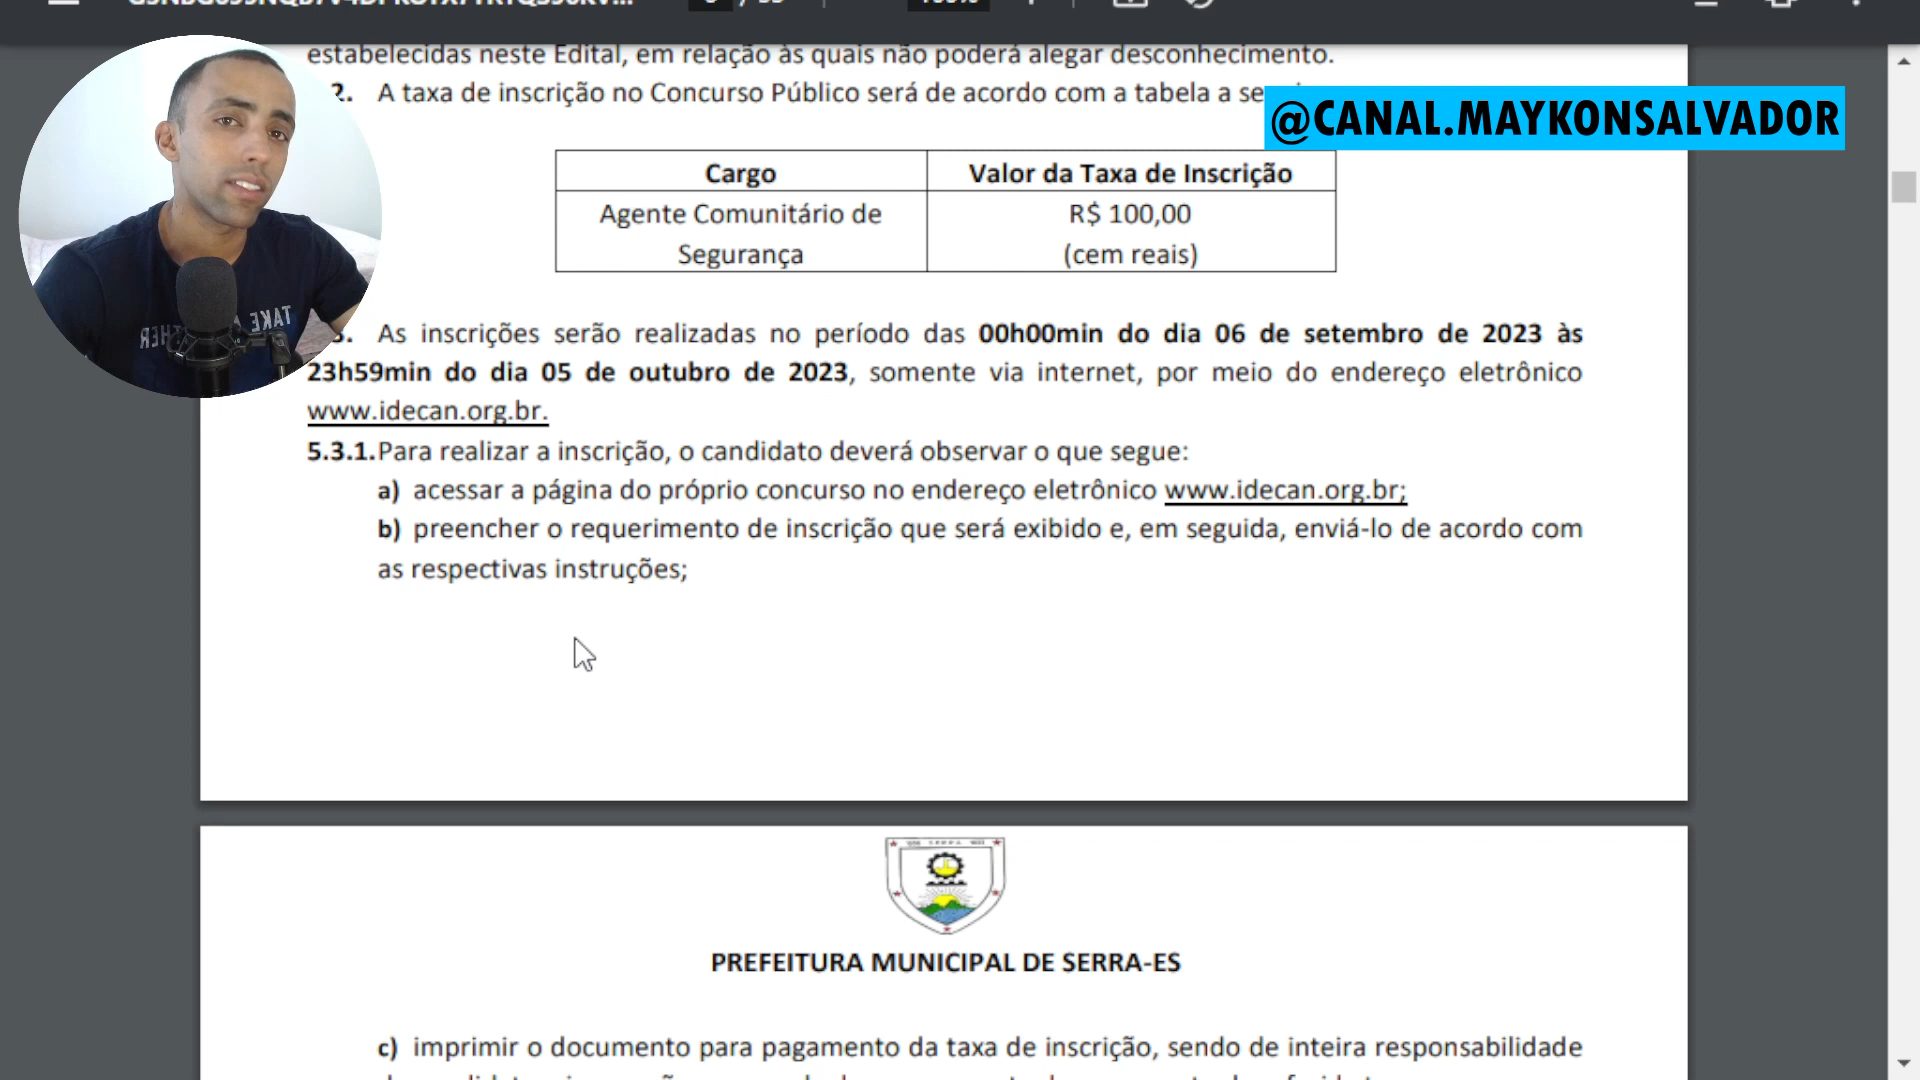 estabelecidas neste Edital, em relação às quais não poderá alegar desconhecimento.
2. A taxa de inscrição no Concurso Público será de acordo com a tabela a
@CANAL.MAYKONSALVADOR
Cargo Valor da Taxa de Inscrição
Agente Comunitário de Segurança R$ 100,00 (cem reais)
TAKE
As inscrições serão realizadas no período das 00h00min do dia 06 de setembro de 2023 às
23h59min do dia 05 de outubro de 2023, somente via internet, por meio do endereço eletrônico
www.idecan.org.br.
5.3.1.Para realizar a inscrição, o candidato deverá observar o que segue:
a) acessar a página do próprio concurso no endereço eletrônico www.idecan.org.br;
b) preencher o requerimento de inscrição que será exibido e, em seguida, enviá-lo de acordo com
as respectivas instruções;
PREFEITURA MUNICIPAL DE SERRA-ES
c) imprimir o documento para pagamento da taxa de inscrição, sendo de inteira responsabilidade